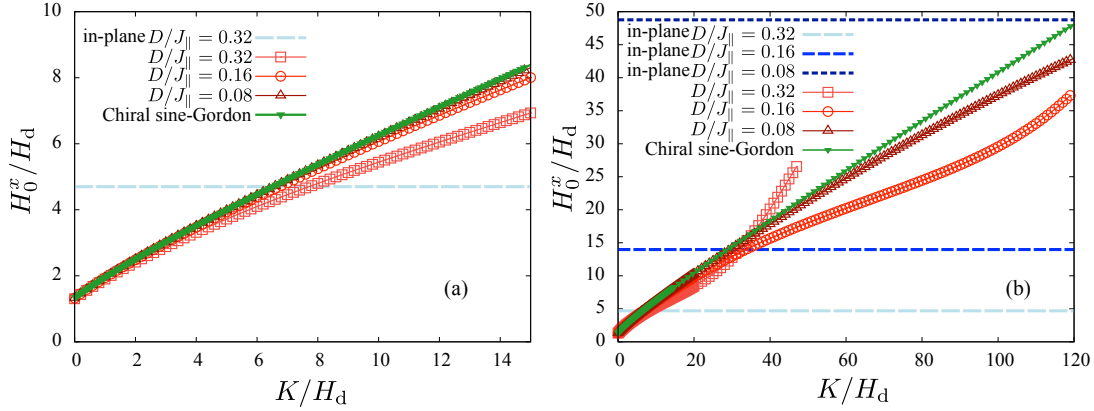 10
8
6
4
2
0
H_0^x/H_d
in-plane D/J_∥ = 0.32
D/J_∥ = 0.32
D/J_∥ = 0.16
D/J_∥ = 0.08
Chiral sine-Gordon
(a)
0 2 4 6 8 10 12 14
K/H_d
50
45
40
35
30
25
20
15
10
5
0
H_0^x/H_d
in-plane D/J_∥ = 0.32
in-plane D/J_∥ = 0.16
in-plane D/J_∥ = 0.08
D/J_∥ = 0.32
D/J_∥ = 0.16
D/J_∥ = 0.08
Chiral sine-Gordon
(b)
0 20 40 60 80 100 120
K/H_d